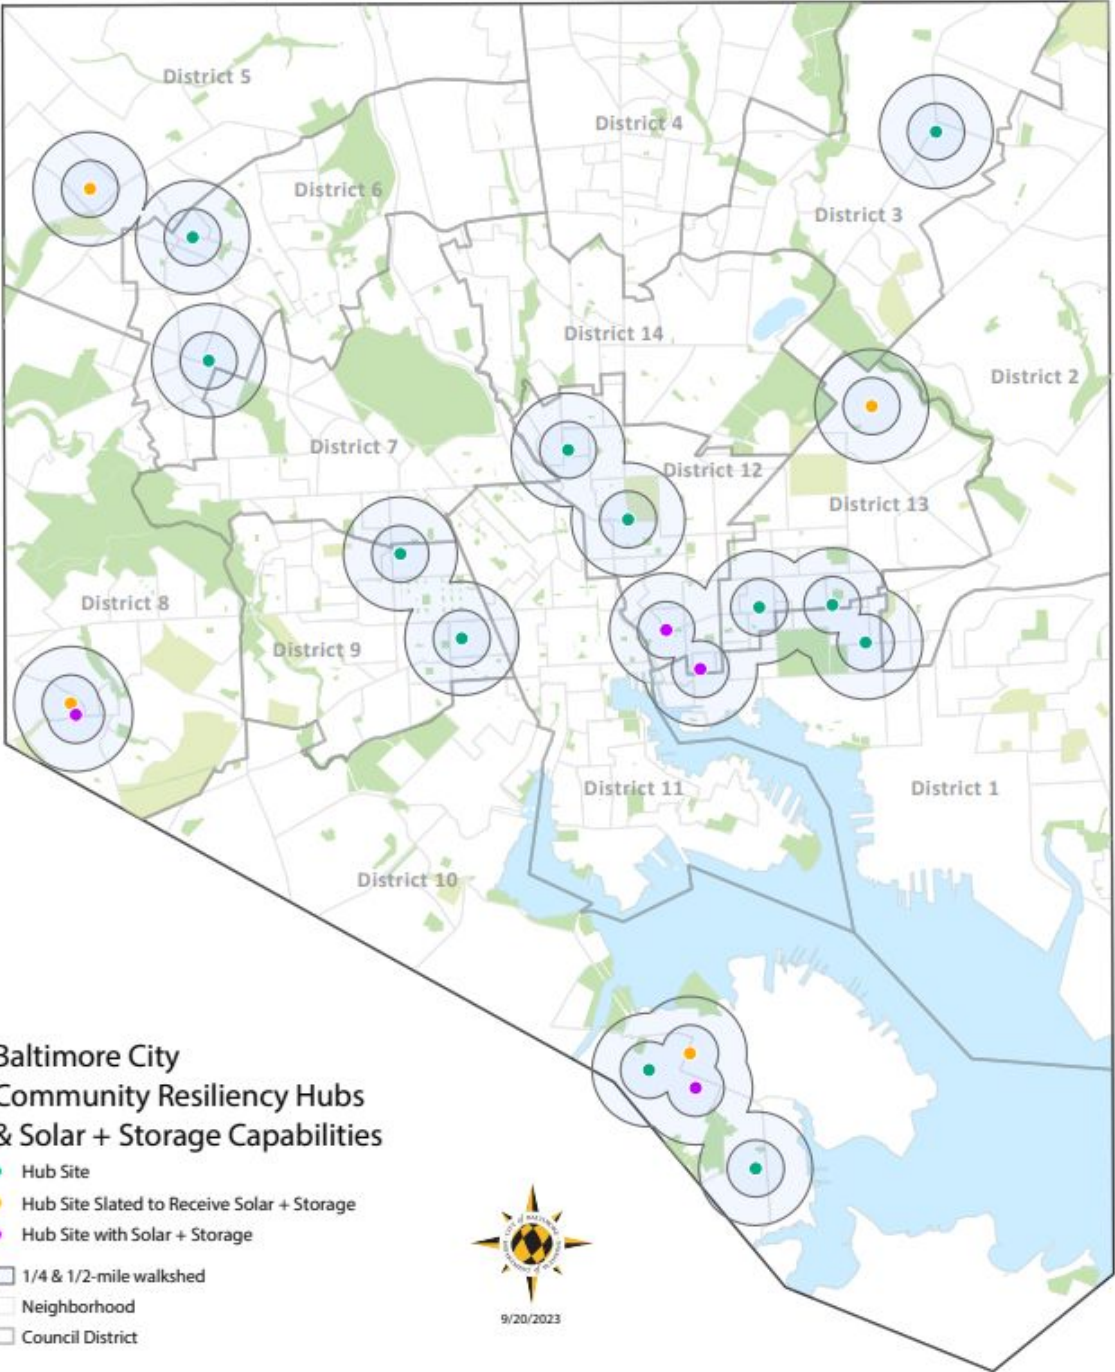 District 5
District 4
District 6
District 3
District 14
District 2
District 7
District 12
District 13
District 8
District 9
District 11
District 1
District 10
Baltimore City
Community Resiliency Hubs
& Solar + Storage Capabilities
Hub Site
Hub Site Slated to Receive Solar + Storage
Hub Site with Solar + Storage
1/4 & 1/2-mile walkshed
Neighborhood
Council District
9/20/2023